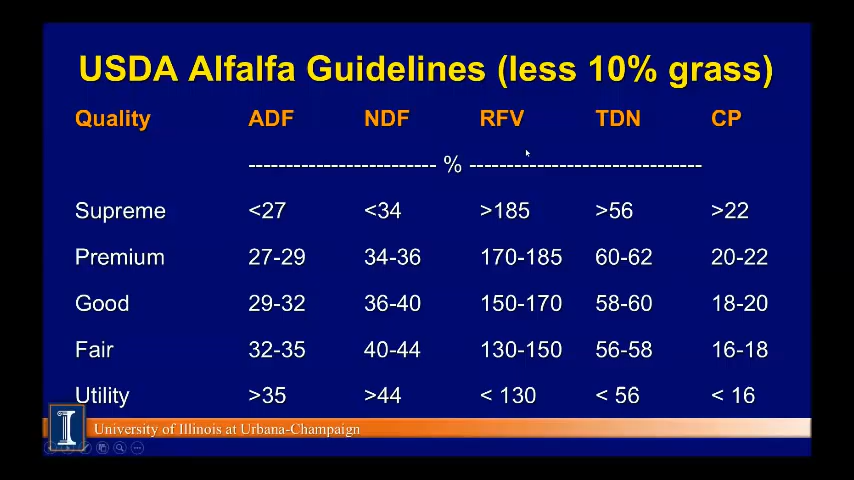 USDA Alfalfa Guidelines (less 10% grass)
Quality ADF NDF RFV TDN CP
------------------------- % -------------------------------
Supreme <27 <34 >185 >56 >22
Premium 27-29 34-36 170-185 60-62 20-22
Good 29-32 36-40 150-170 58-60 18-20
Fair 32-35 40-44 130-150 56-58 16-18
Utility >35 >44 < 130 < 56 < 16
I University of Illinois at Urbana-Champaign